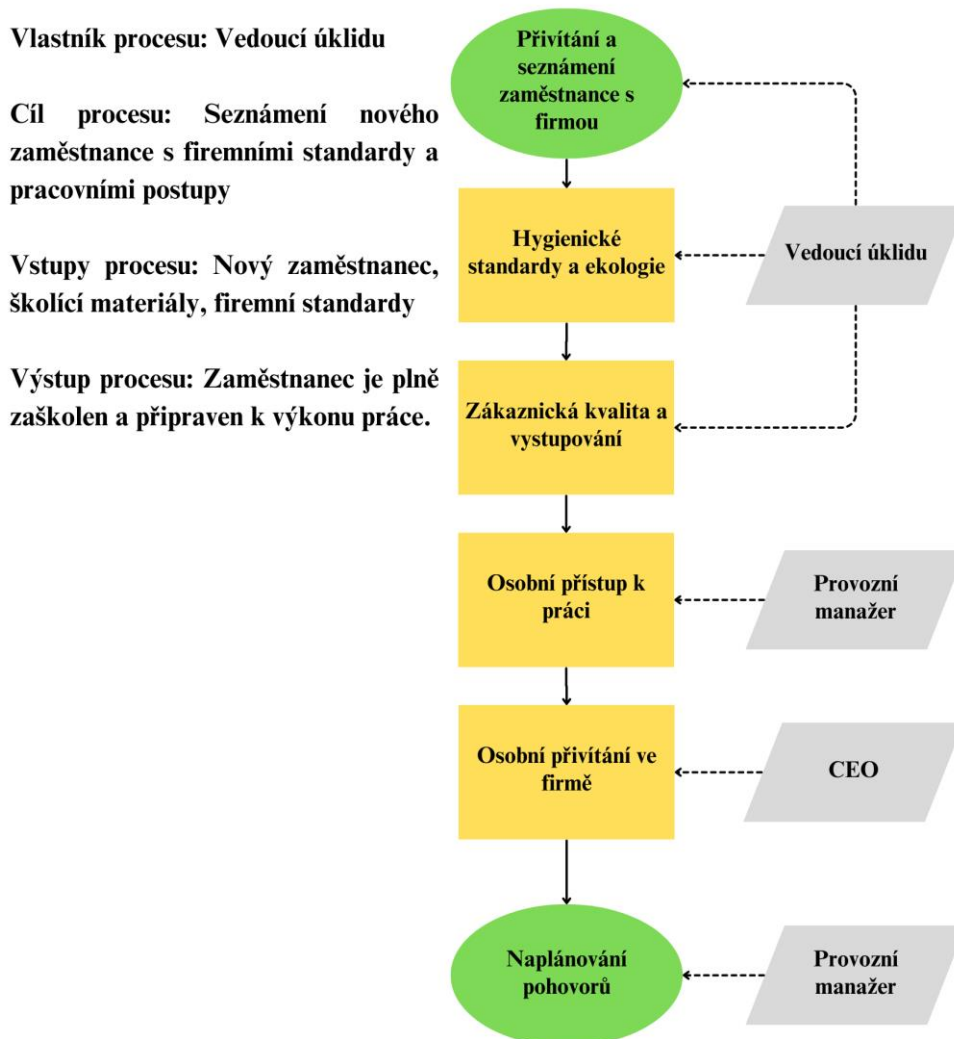 Vlastník procesu: Vedoucí úklidu
Cíl procesu: Seznámení nového
zaměstnance s firemními standardy a
pracovními postupy
Vstupy procesu: Nový zaměstnanec,
školící materiály, firemní standardy
Výstup procesu: Zaměstnanec je plně
zaškolen a připraven k výkonu práce.
Přivítání a
seznámení
zaměstnance s
firmou
Hygienické
standardy a ekologie
Vedoucí úklidu
Zákaznická kvalita a
vystupování
Osobní přístup k
práci
Provozní
manažer
Osobní přivítání ve
firmě
CEO
Naplánování
pohovorů
Provozní
manažer